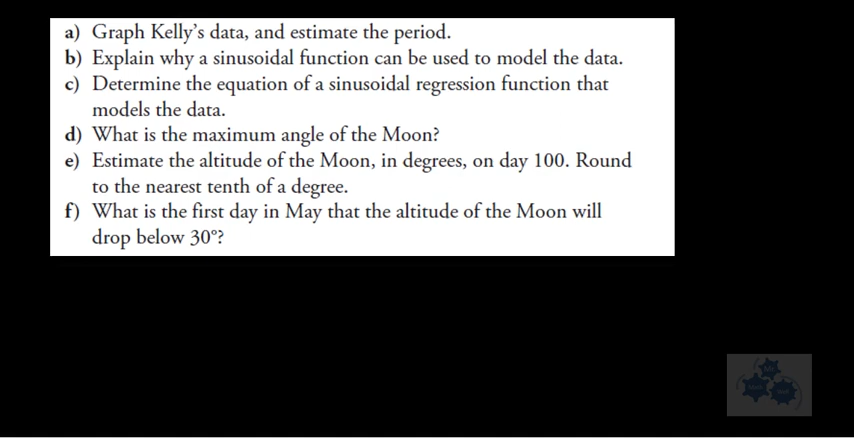 a) Graph Kelly's data, and estimate the period.
b) Explain why a sinusoidal function can be used to model the data.
c) Determine the equation of a sinusoidal regression function that
models the data.
d) What is the maximum angle of the Moon?
e) Estimate the altitude of the Moon, in degrees, on day 100. Round
to the nearest tenth of a degree.
f) What is the first day in May that the altitude of the Moon will
drop below 30°?